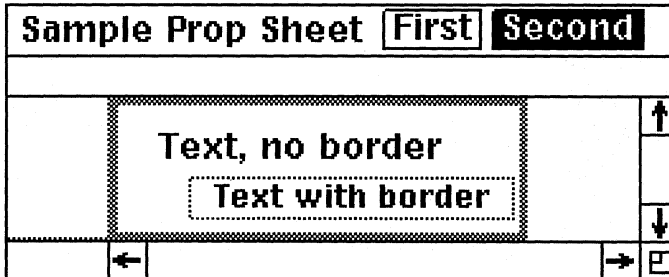 Sample Prop Sheet First Second
Text, no border
Text with border